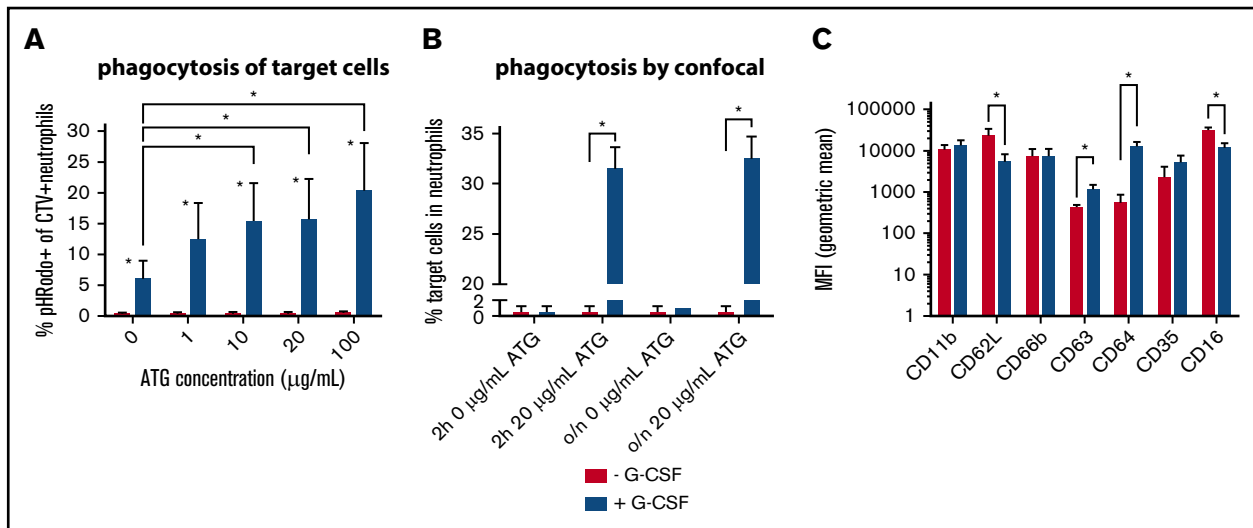 A
phagocytosis of target cells
% pHRodo+ of CTV+neutrophils
30
25
20
15
10
5
0
* * *
* * * * *
0 1 10 20 100
ATG concentration (μg/mL)
B
phagocytosis by confocal
% target cells in neutrophils
35
30
25
20
2
0
* *
2h 0 μg/mL ATG
2h 20 μg/mL ATG
o/n 0 μg/mL ATG
o/n 20 μg/mL ATG
- G-CSF
+ G-CSF
C
MFI (geometric mean)
100000
10000
1000
100
10
1
* * * *
CD11b
CD62L
CD66b
CD63
CD64
CD35
CD16